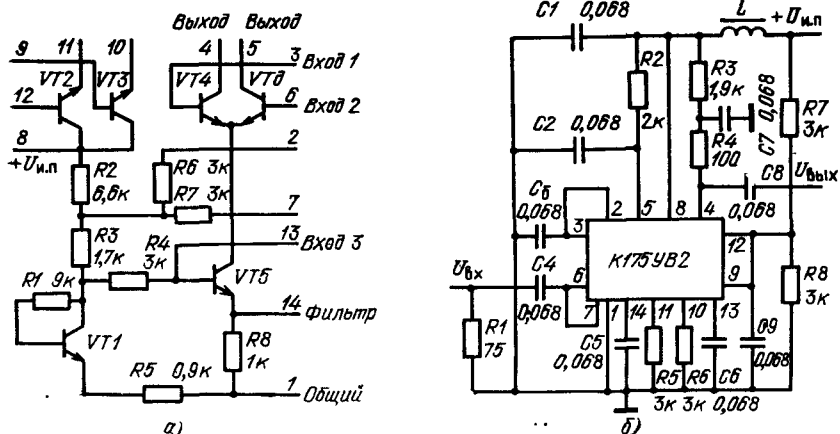 Выход Выход
11 10 4 5
9
3 Вход 1
VT2 VT3 VT4 VTд
12 6 Вход 2
8 2
+Uи.п
R2 6,6к
R6 3к
R7 3к
7
R3 1,7к
R4 3к
13 Вход 3
R1 9к
VT5
14 Фильтр
VT1
R8 1к
R5 0,9к
1 Общий
а)
C1 0,068
L +Uи.п
R2 2к
R3 1,9к
0,068
C7
R7 3к
C2 0,068
R4 100
Uвых
C8 0,068
Cб 0,068
2 5 8 4
3 12
К175УВ2
Uвх
C4 0,068
6 9
7 1 14 11 10 13
R1 75
C5 0,068
R5 3к
R6 3к
C6 0,068
С9 0,068
R8 3к
б)